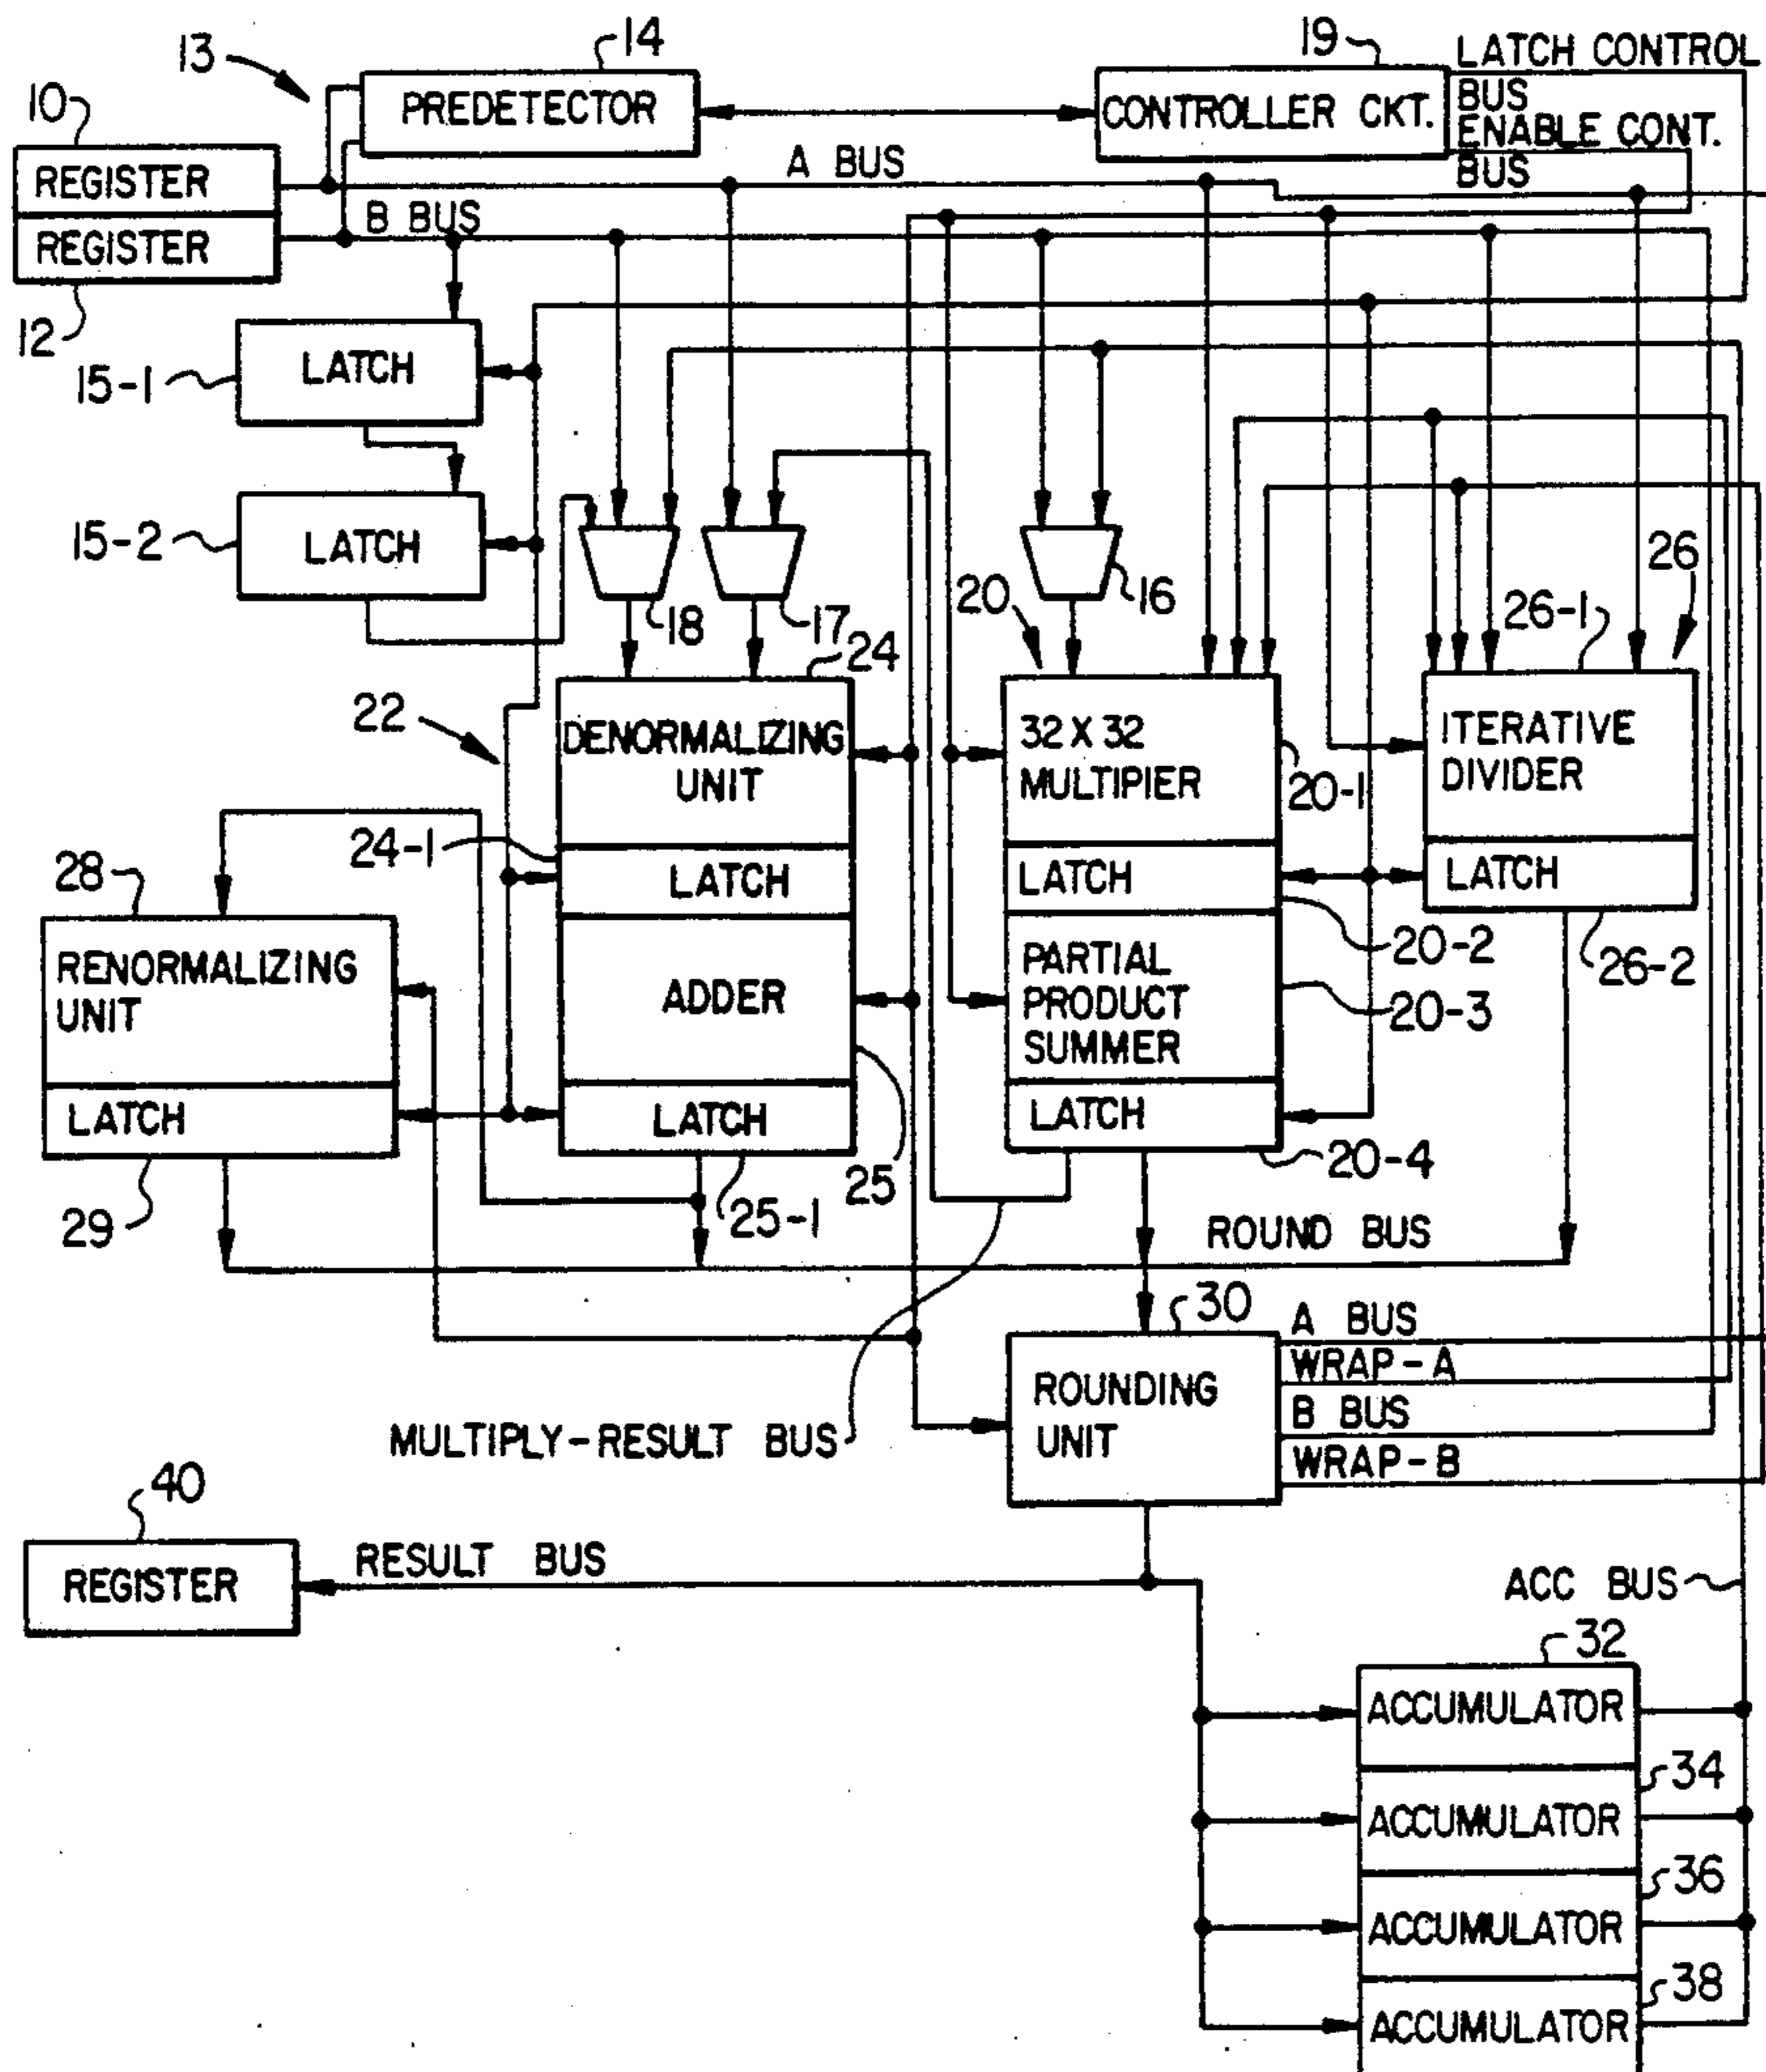 14
19
LATCH CONTROL
13
BUS
10
PREDETECTOR
CONTROLLER CKT.
ENABLE CONT.
A BUS
BUS
REGISTER
B BUS
REGISTER
12
LATCH
15-1
15-2
LATCH
18
17
16
20
26
26-1
24
22
DENORMALIZING
UNIT
32 X 32
MULTIPIER
20-1
ITERATIVE
DIVIDER
24-1
LATCH
LATCH
LATCH
28
20-2
26-2
RENORMALIZING
UNIT
ADDER
PARTIAL
PRODUCT
SUMMER
20-3
LATCH
LATCH
LATCH
29
25-1
25
20-4
ROUND BUS
30
A BUS
WRAP-A
ROUNDING
UNIT
B BUS
WRAP-B
MULTIPLY-RESULT BUS
40
REGISTER
RESULT BUS
ACC BUS
32
ACCUMULATOR
34
ACCUMULATOR
36
ACCUMULATOR
38
ACCUMULATOR